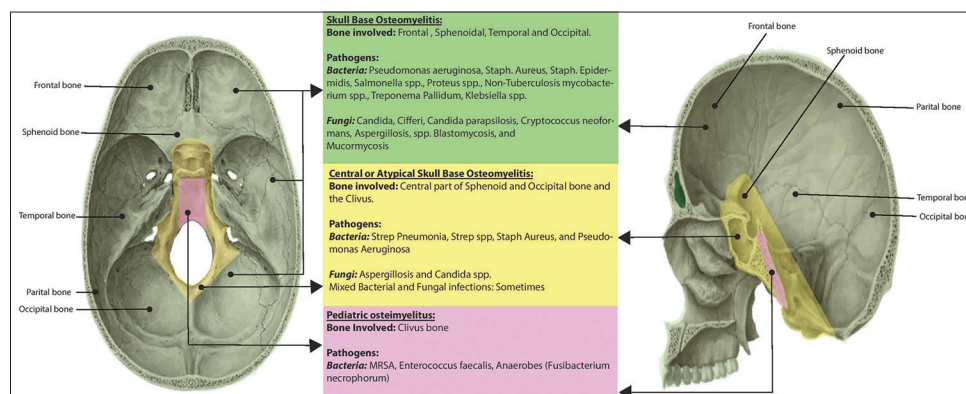 Frontal bone
Sphenoid bone
Temporal bone
Parital bone
Occipital bone
Skull Base Osteomyelitis:
Bone involved: Frontal , Sphenoidal, Temporal and Occipital.
Pathogens:
Bacteria: Pseudomonas aeruginosa, Staph. Aureus, Staph. Epider-
midis, Salmonella spp., Proteus spp., Non-Tuberculosis mycobacte-
rium spp., Treponema Pallidum, Klebsiella spp.
Fungi: Candida, Cifferi, Candida parapsilosis, Cryptococcus neofor-
mans, Aspergillosis, spp. Blastomycosis, and
Mucormycosis
Central or Atypical Skull Base Osteomyelitis:
Bone involved: Central part of Sphenoid and Occipital bone and
the Clivus.
Pathogens:
Bacteria: Strep Pneumonia, Strep spp, Staph Aureus, and Pseudo-
monas Aeruginosa
Fungi: Aspergillosis and Candida spp.
Mixed Bacterial and Fungal infections: Sometimes
Pediatric osteimyelitus:
Bone Involved: Clivus bone
Pathogens:
Bacteria: MRSA, Enterococcus faecalis, Anaerobes (Fusibacterium
necrophorum)
Frontal bone
Sphenoid bone
Parital bone
Temporal bon
Occipital bon